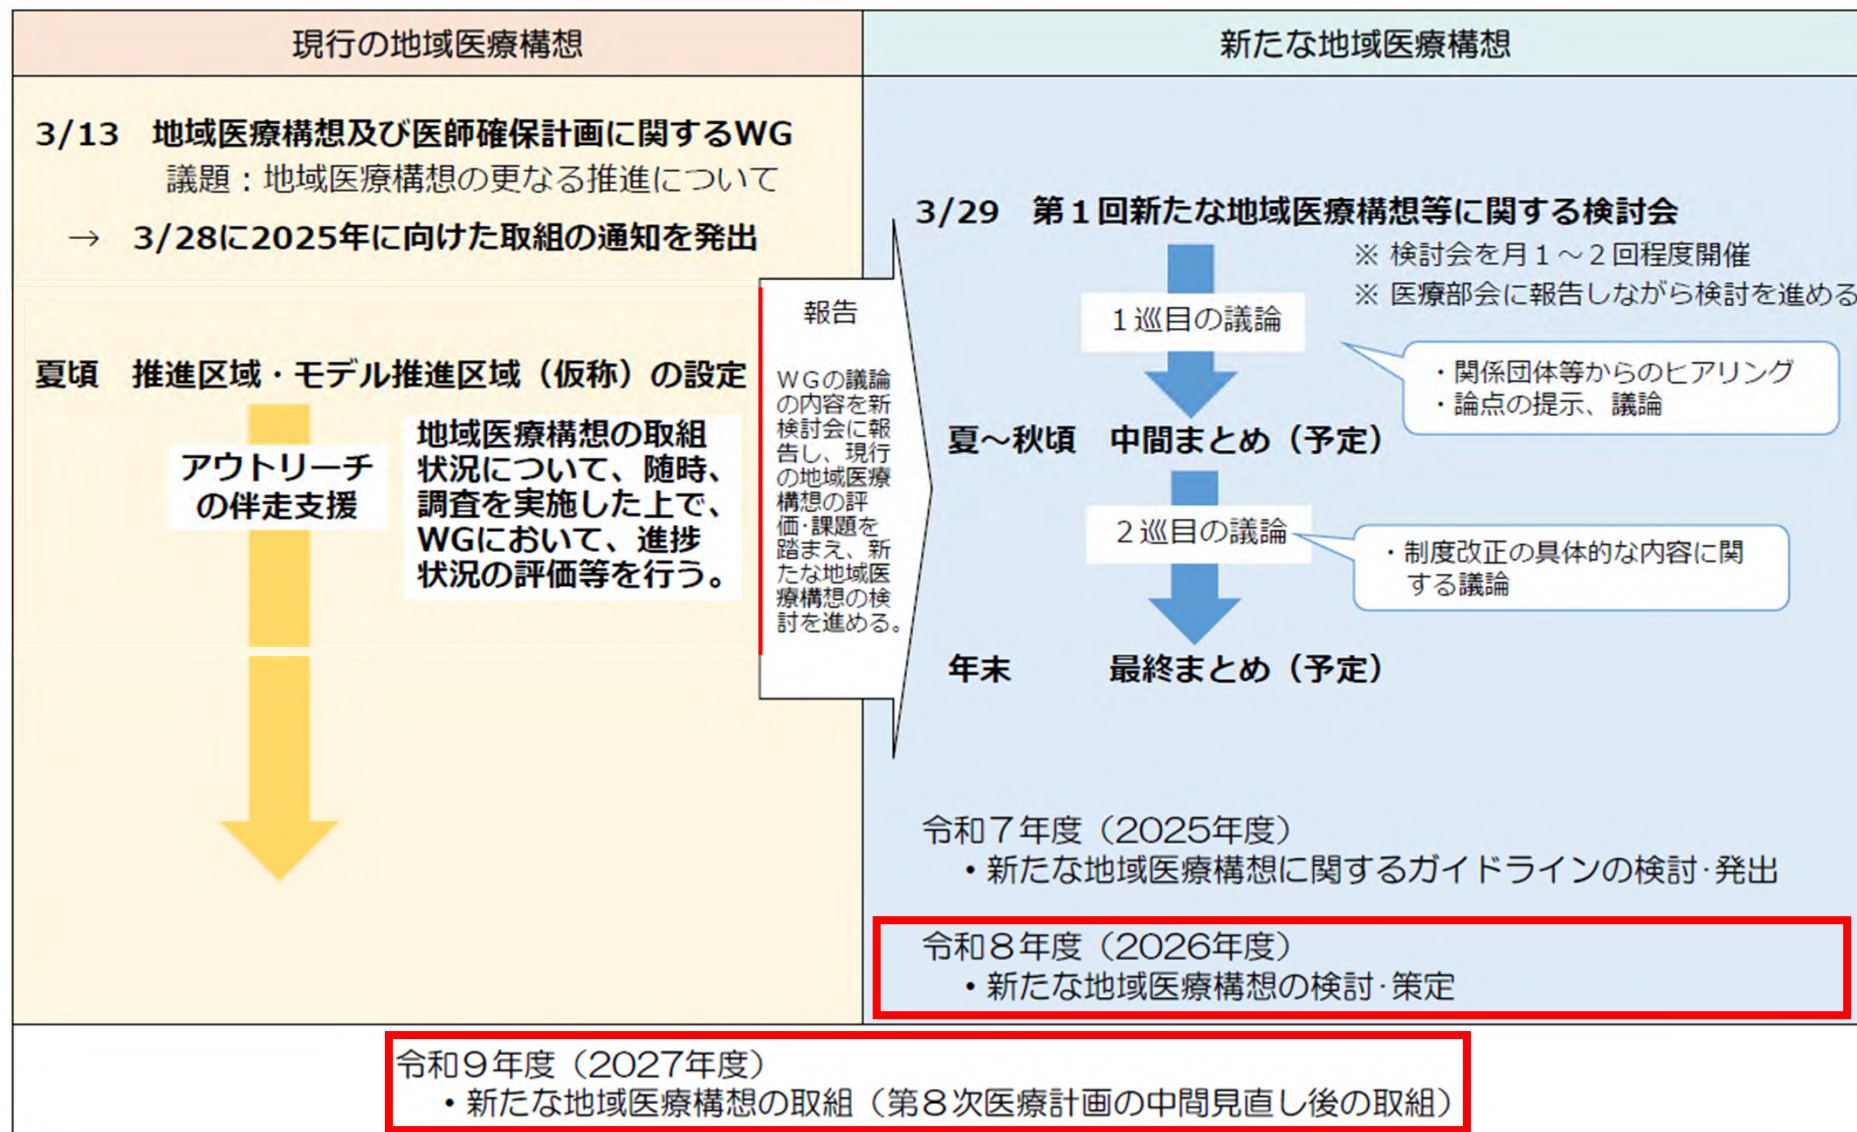 現行の地域医療構想
新たな地域医療構想
3/13 地域医療構想及び医師確保計画に関するWG
議題：地域医療構想の更なる推進について
→ 3/28に2025年に向けた取組の通知を発出
夏頃 推進区域・モデル推進区域（仮称）の設定
アウトリーチ
の伴走支援
地域医療構想の取組
状況について、随時、
調査を実施した上で、
WGにおいて、進捗
状況の評価等を行う。
報告
ＷＧの議論
の内容を新
検討会に報
告し、現行
の地域医療
構想の評
価･課題を
踏まえ、新
たな地域医
療構想の検
討を進める。
3/29 第１回新たな地域医療構想等に関する検討会
※ 検討会を月１～２回程度開催
※ 医療部会に報告しながら検討を進める
１巡目の議論
・関係団体等からのヒアリング
・論点の提示、議論
夏～秋頃 中間まとめ（予定）
２巡目の議論
・制度改正の具体的な内容に関
する議論
年末 最終まとめ（予定）
令和７年度（2025年度）
・新たな地域医療構想に関するガイドラインの検討･発出
令和８年度（2026年度）
・新たな地域医療構想の検討･策定
令和９年度（2027年度）
・新たな地域医療構想の取組（第８次医療計画の中間見直し後の取組）